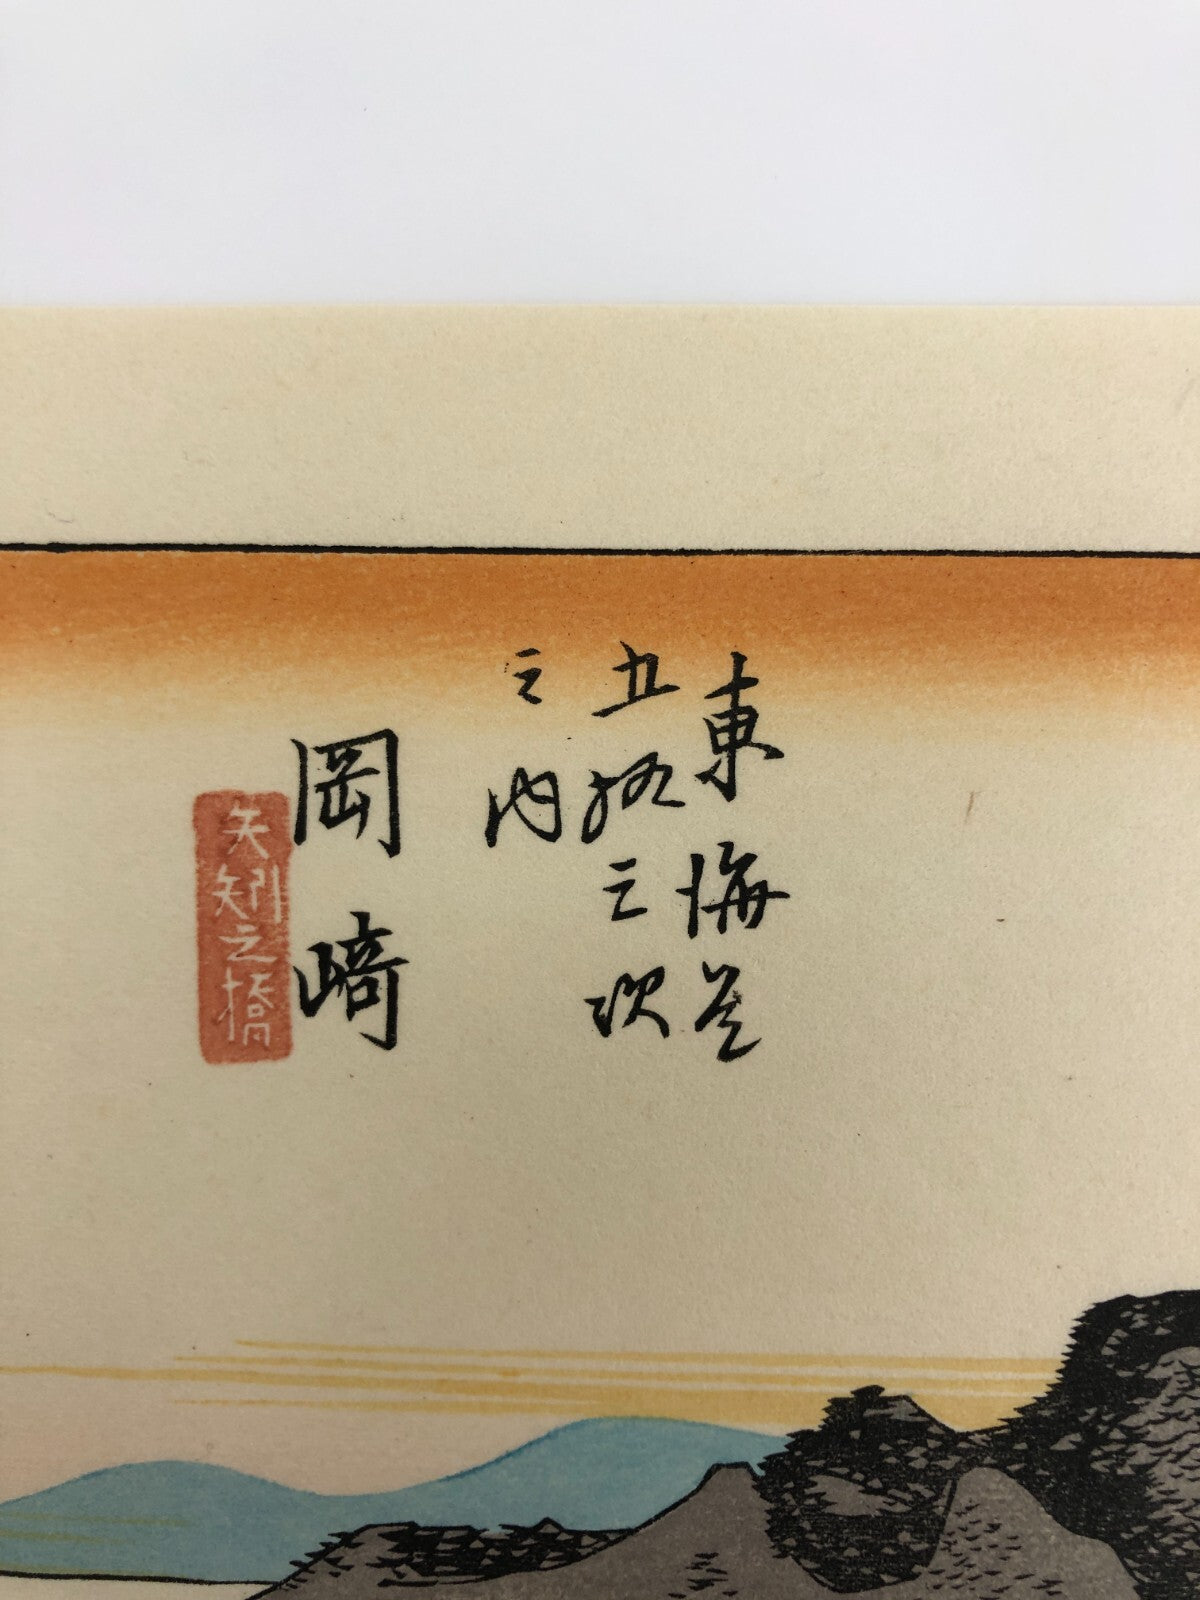 東海道
五拾三次
之内
岡崎
矢矧之橋